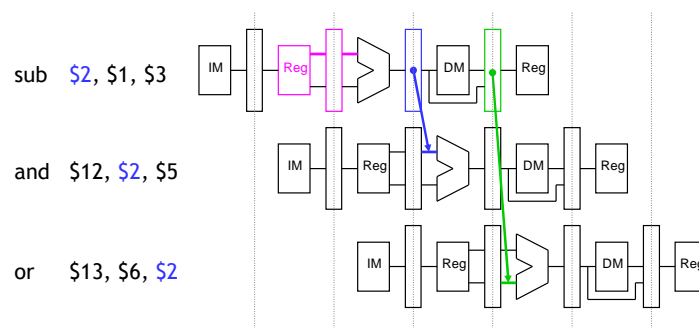 sub $2, $1, $3 IM Reg DM Reg
and $12, $2, $5 IM Reg DM Reg
or $13, $6, $2 IM Reg DM Reg